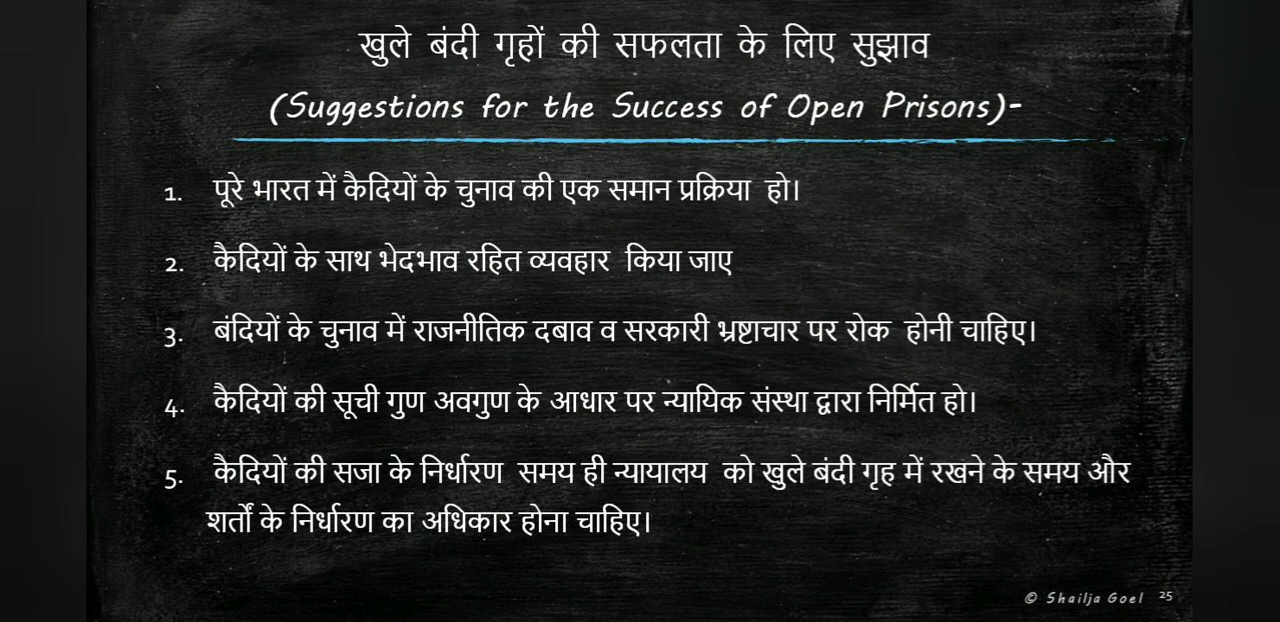 खुले बंदी गृहों की सफलता के लिए सुझाव
(Suggestions for the Success of Open Prisons)-
1. पूरे भारत में कैदियों के चुनाव की एक समान प्रक्रिया हो।
2. कैदियों के साथ भेदभाव रहित व्यवहार किया जाए
3. बंदियों के चुनाव में राजनीतिक दबाव व सरकारी भ्रष्टाचार पर रोक होनी चाहिए।
4. कैदियों की सूची गुण अवगुण के आधार पर न्यायिक संस्था द्वारा निर्मित हो।
5. कैदियों की सजा के निर्धारण समय ही न्यायालय को खुले बंदी गृह में रखने के समय और
शर्तों के निर्धारण का अधिकार होना चाहिए।
© Shailja Goel 25